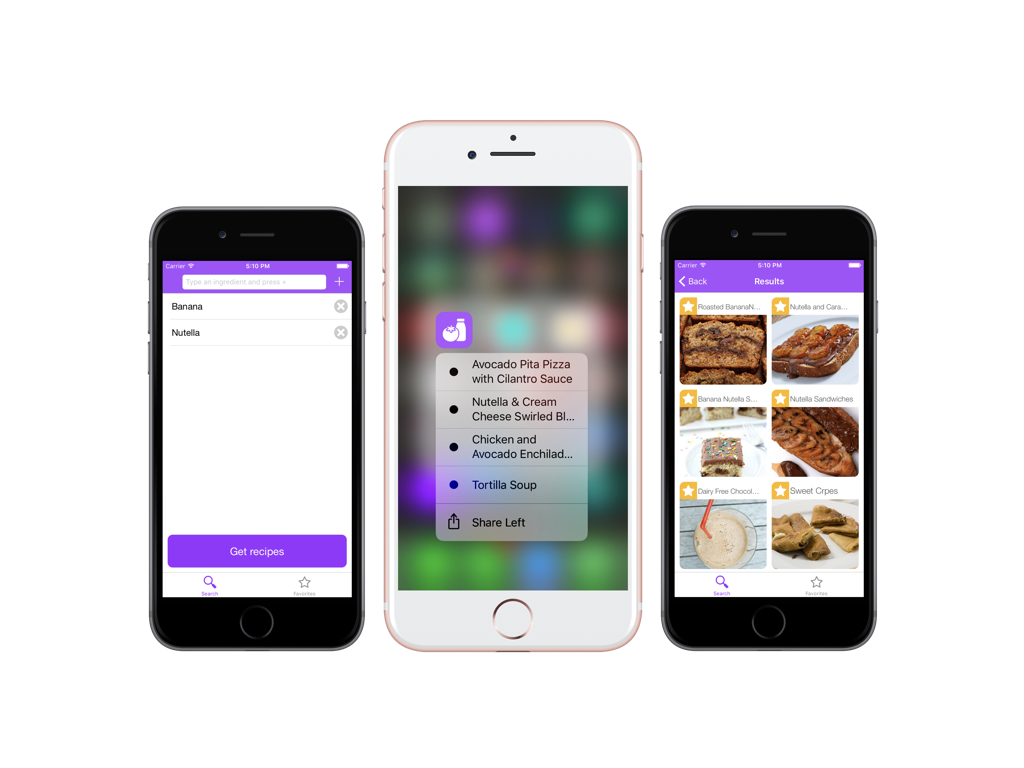 Carrier
5:10 PM
Type an ingredient and press +
Banana
Nutella
Get recipes
Search
Favorites
Avocado Pita Pizza
with Cilantro Sauce
Nutella & Cream
Cheese Swirled Bl...
Chicken and
Avocado Enchilad...
Tortilla Soup
Share Left
Carrier
5:10 PM
Back
Results
Roasted BananaN...
Nutella and Cara...
Banana Nutella S...
Nutella Sandwiches
Dairy Free Chocol...
Sweet Crpes
Search
Favorites